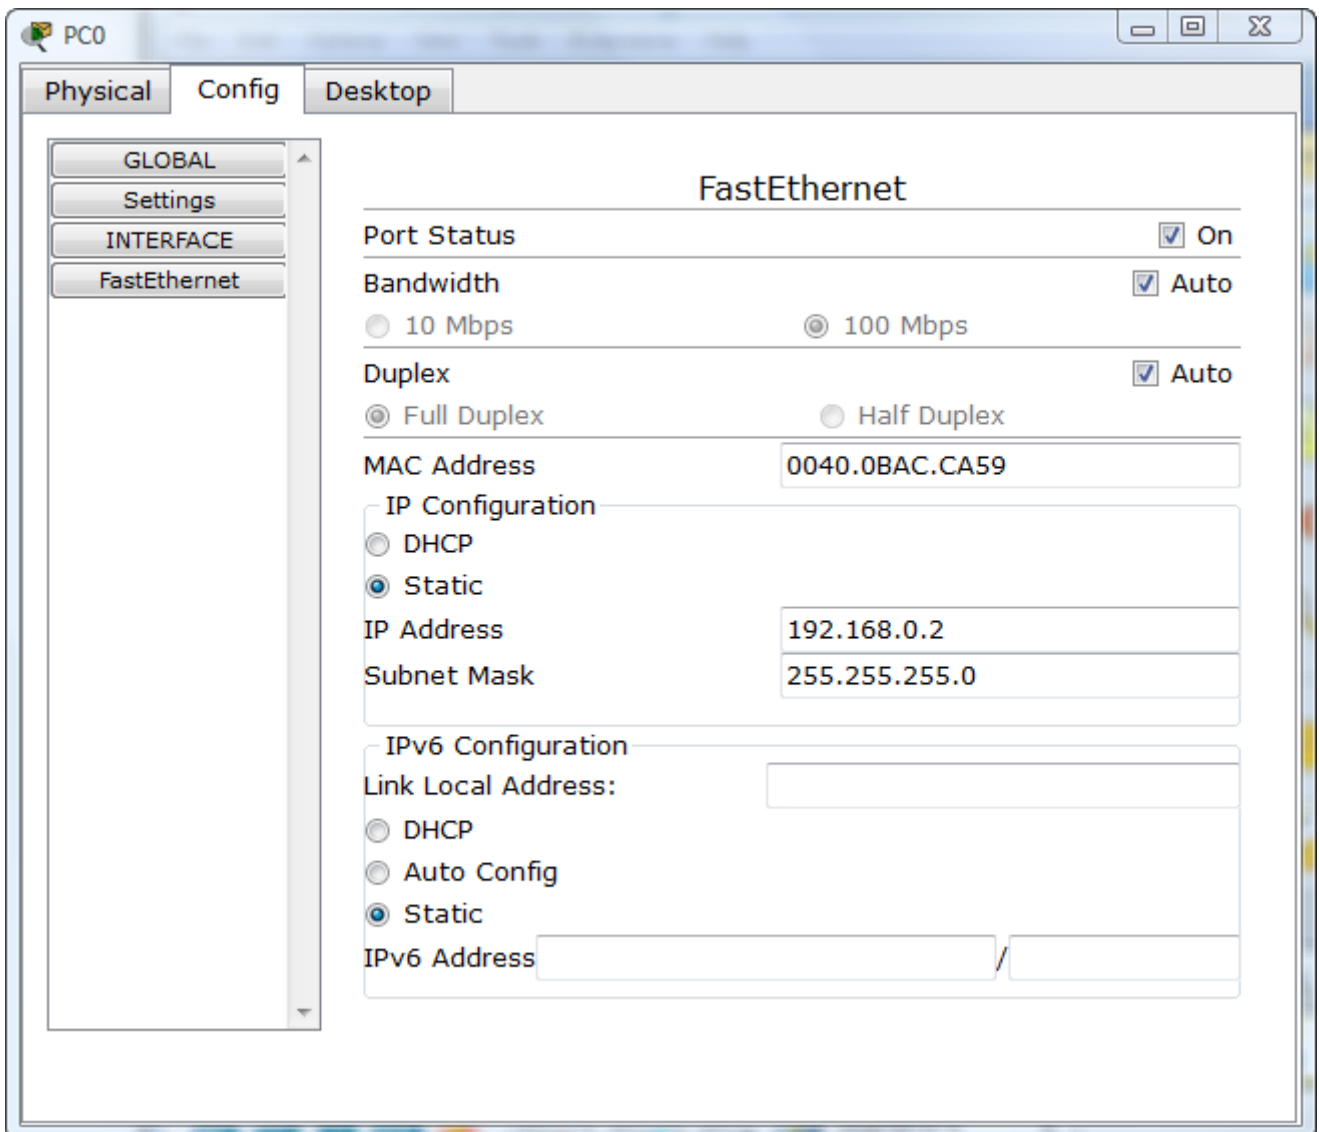 PC0
Physical Config Desktop
GLOBAL
Settings
INTERFACE
FastEthernet
FastEthernet
Port Status On
Bandwidth Auto
10 Mbps 100 Mbps
Duplex Auto
Full Duplex Half Duplex
MAC Address 0040.0BAC.CA59
IP Configuration
DHCP
Static
IP Address 192.168.0.2
Subnet Mask 255.255.255.0
IPv6 Configuration
Link Local Address:
DHCP
Auto Config
Static
IPv6 Address /